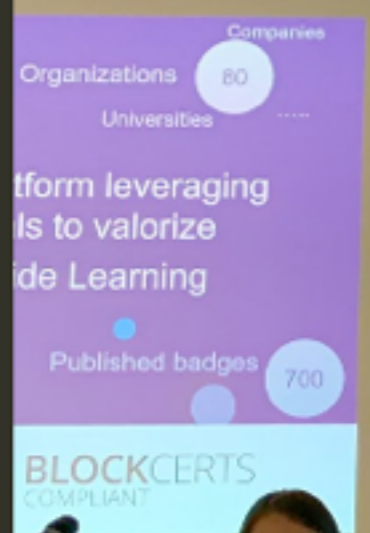 Companies
Organizations 80
Universities .....
tform leveraging
ls to valorize
ide Learning
Published badges 700
BLOCKCERTS
COMPLIANT